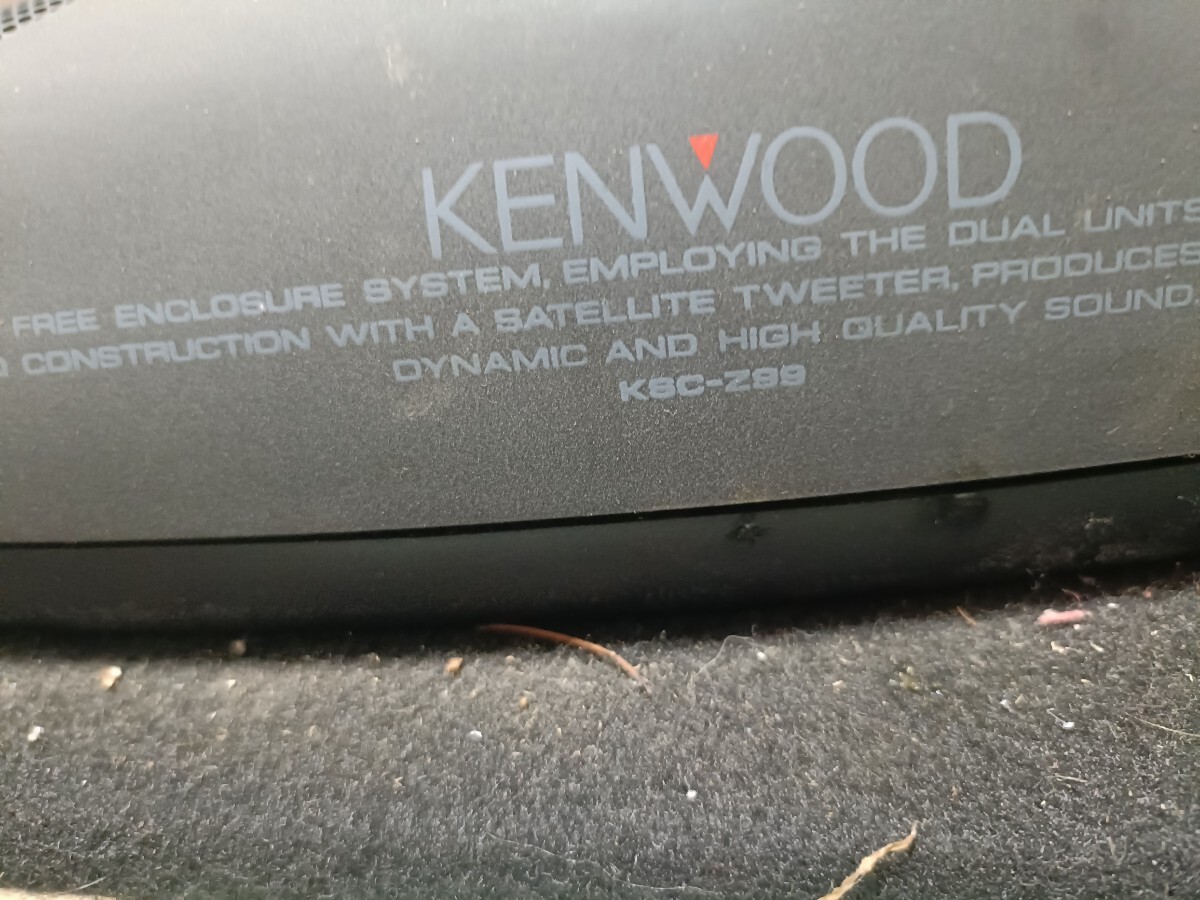 KENWOOD
FREE ENCLOSURE SYSTEM, EMPLOYING THE DUAL UNITS
CONSTRUCTION WITH A SATELLITE TWEETER, PRODUCES
DYNAMIC AND HIGH QUALITY SOUND.
KSC-Z99